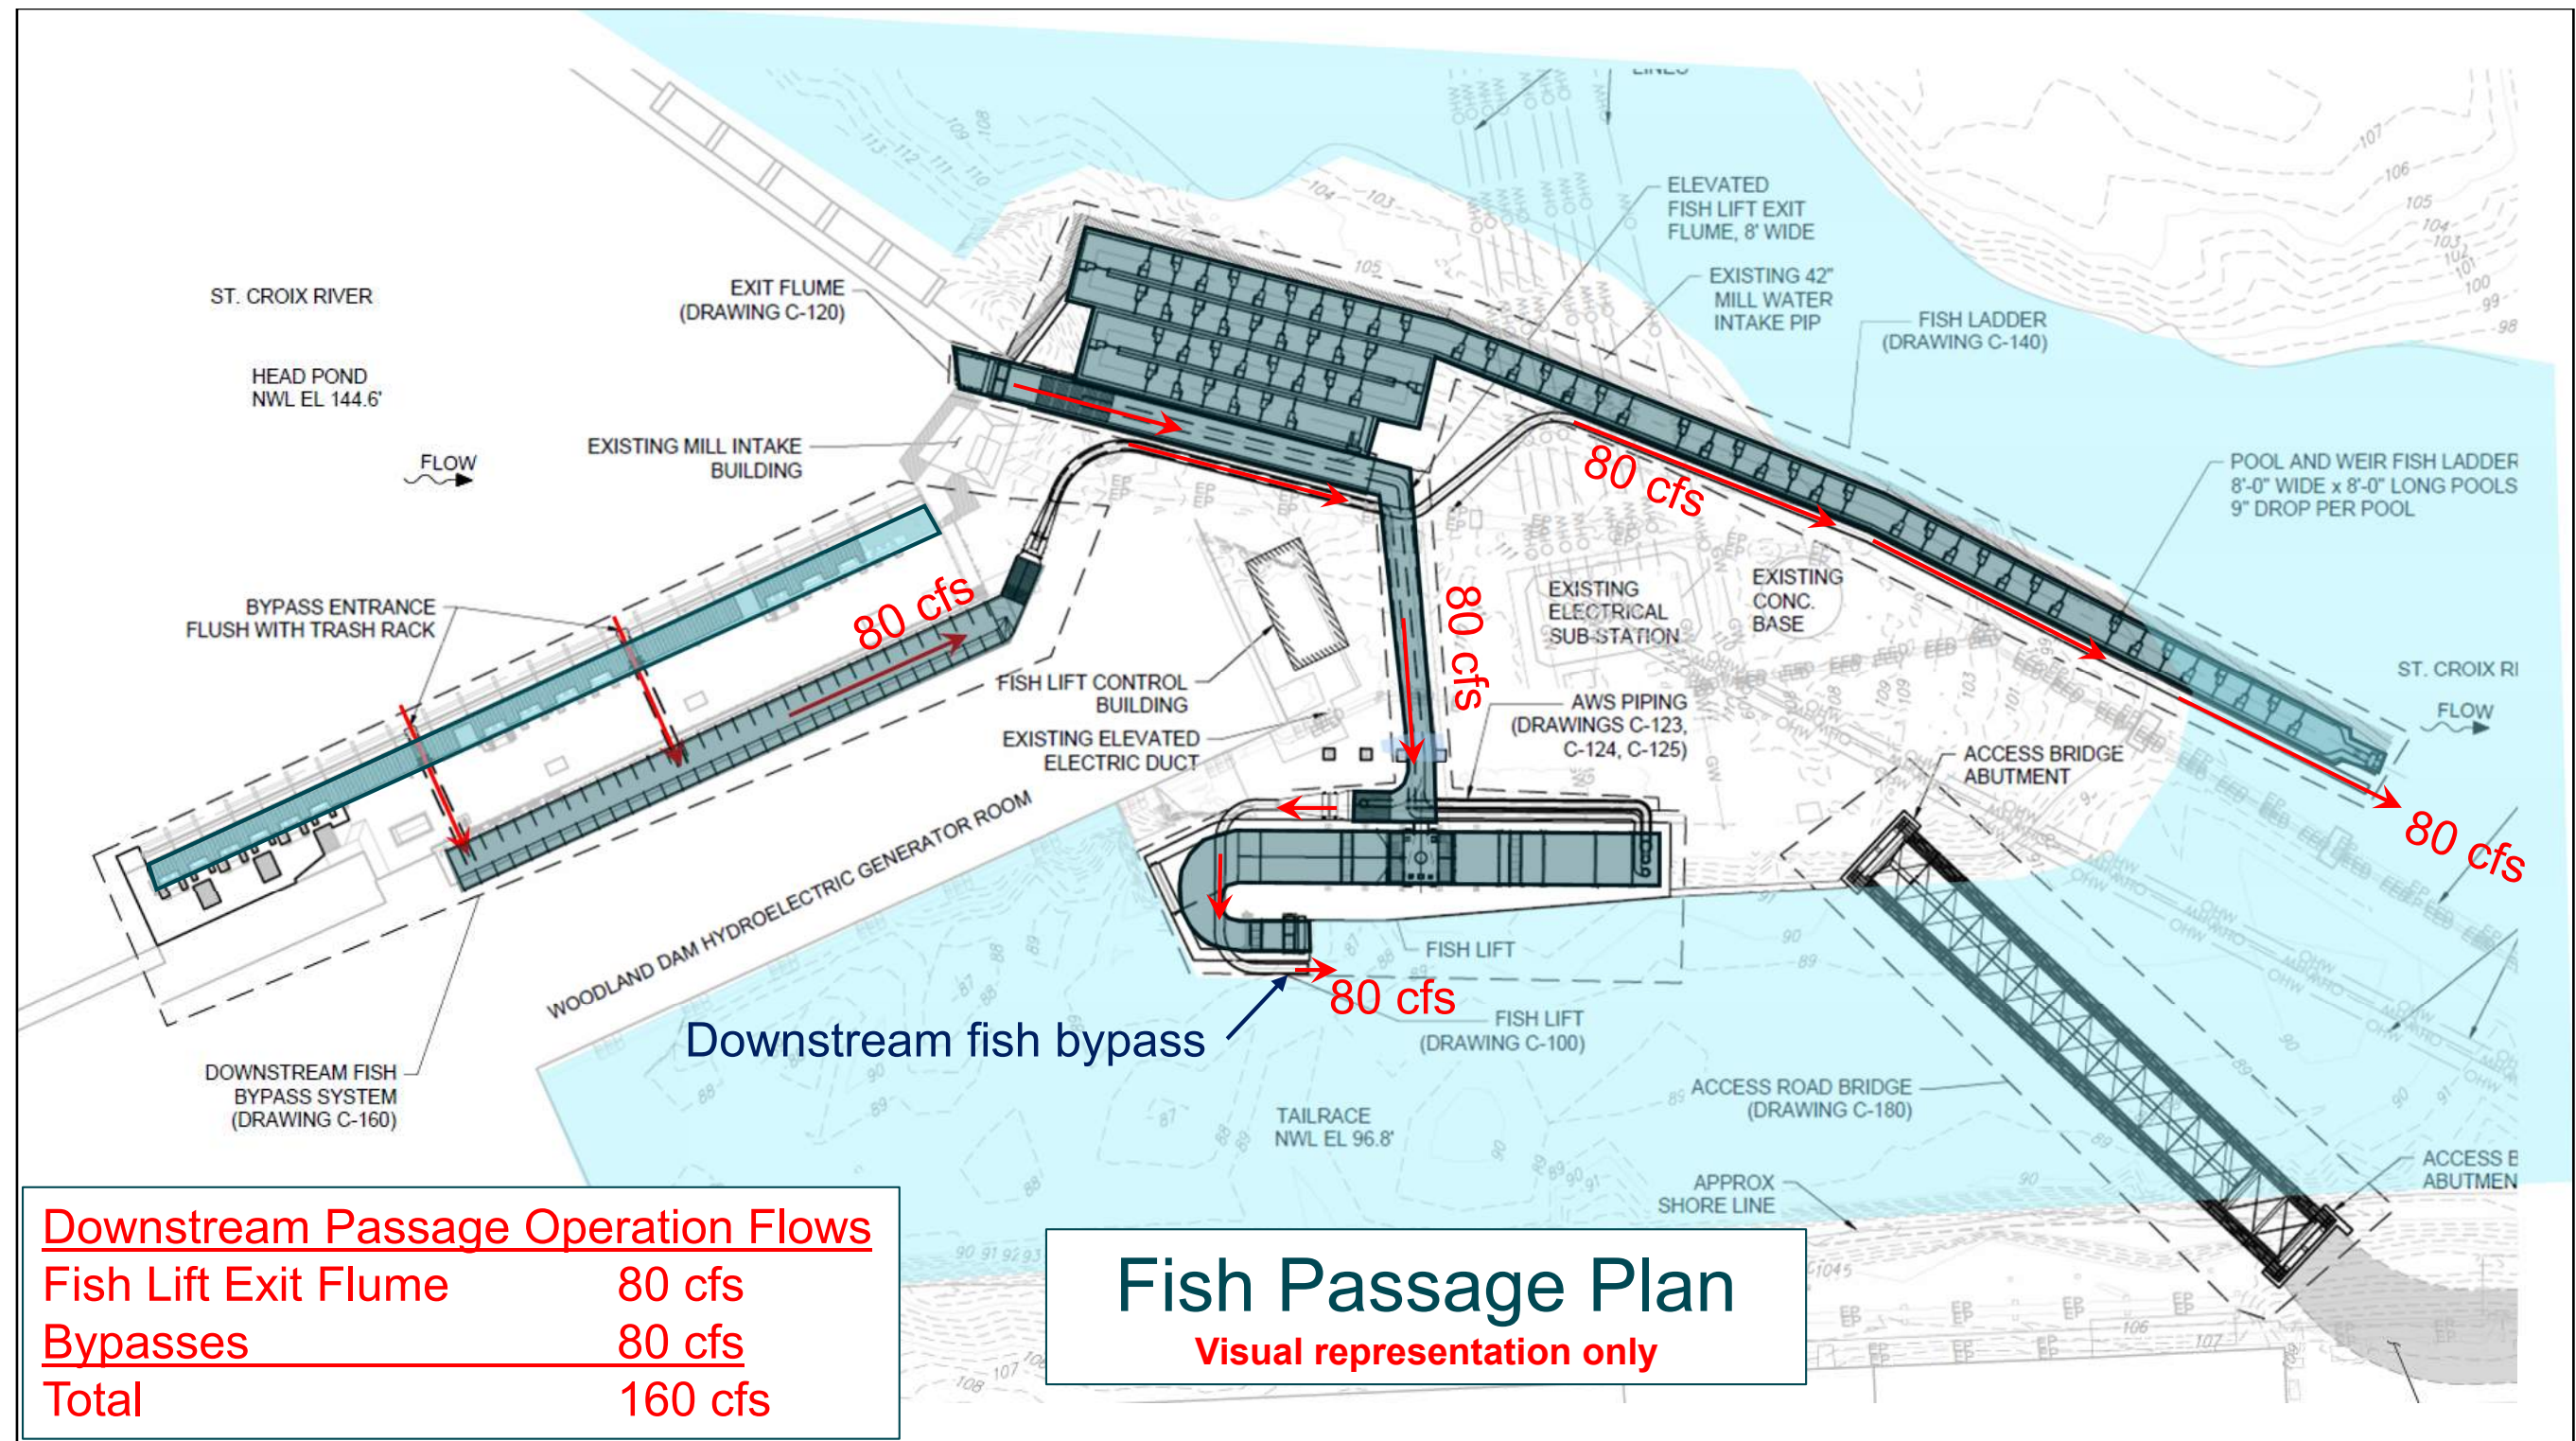 ST. CROIX RIVER
HEAD POND
NWL EL 144.6'
FLOW
EXIT FLUME
(DRAWING C-120)
EXISTING MILL INTAKE
BUILDING
BYPASS ENTRANCE
FLUSH WITH TRASH RACK
80 cfs
LINES
ELEVATED
FISH LIFT EXIT
FLUME, 8' WIDE
EXISTING 42"
MILL WATER
INTAKE PIP
FISH LADDER
(DRAWING C-140)
POOL AND WEIR FISH LADDER
8'-0" WIDE x 8'-0" LONG POOLS
9" DROP PER POOL
80 cfs
80 cfs
EXISTING
ELECTRICAL
SUB-STATION
EXISTING
CONC.
BASE
FISH LIFT CONTROL
BUILDING
EXISTING ELEVATED
ELECTRIC DUCT
AWS PIPING
(DRAWINGS C-123,
C-124, C-125)
ACCESS BRIDGE
ABUTMENT
ST. CROIX RI
FLOW
80 cfs
WOODLAND DAM HYDROELECTRIC GENERATOR ROOM
FISH LIFT
80 cfs
FISH LIFT
(DRAWING C-100)
Downstream fish bypass
DOWNSTREAM FISH
BYPASS SYSTEM
(DRAWING C-160)
TAILRACE
NWL EL 96.8'
ACCESS ROAD BRIDGE
(DRAWING C-180)
APPROX
SHORE LINE
ACCESS B
ABUTMEN
Downstream Passage Operation Flows
Fish Lift Exit Flume 80 cfs
Bypasses 80 cfs
Total 160 cfs
Fish Passage Plan
Visual representation only